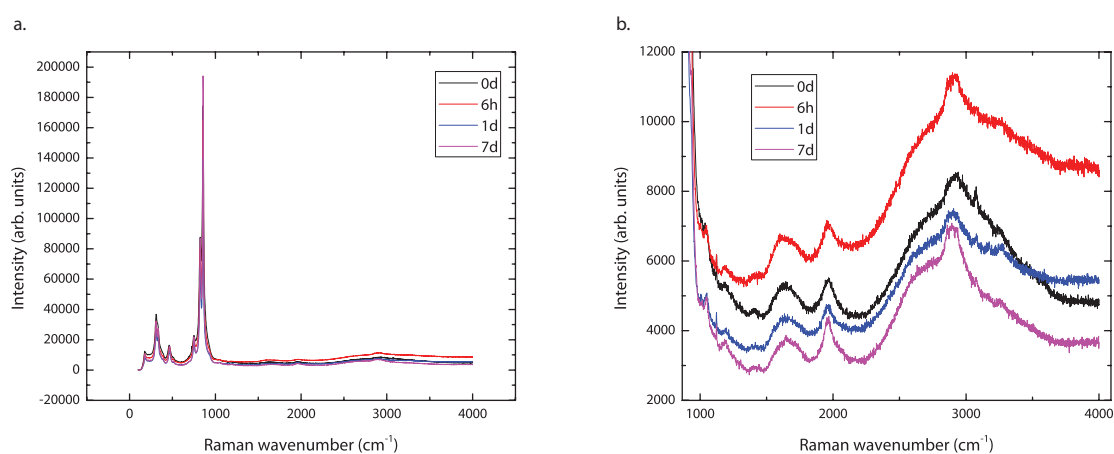 a.
200000
180000
160000
140000
120000
100000
80000
60000
40000
20000
0
-20000
0
1000
2000
3000
4000
Intensity (arb. units)
Raman wavenumber (cm-1)
0d
6h
1d
7d
b.
12000
10000
8000
6000
4000
2000
1000
2000
3000
4000
Intensity (arb. units)
Raman wavenumber (cm-1)
0d
6h
1d
7d